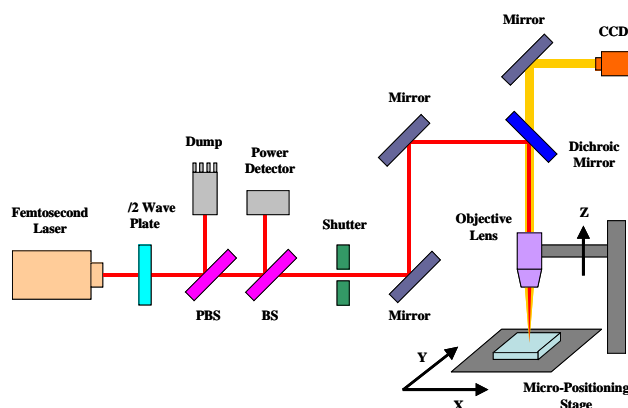 Mirror
CCD
Mirror
Dump
Power
Detector
Dichroic
Mirror
Femtosecond
Laser
/2 Wave
Plate
Shutter
Objective
Lens
Z
PBS
BS
Mirror
Y
X
Micro-Positioning
Stage